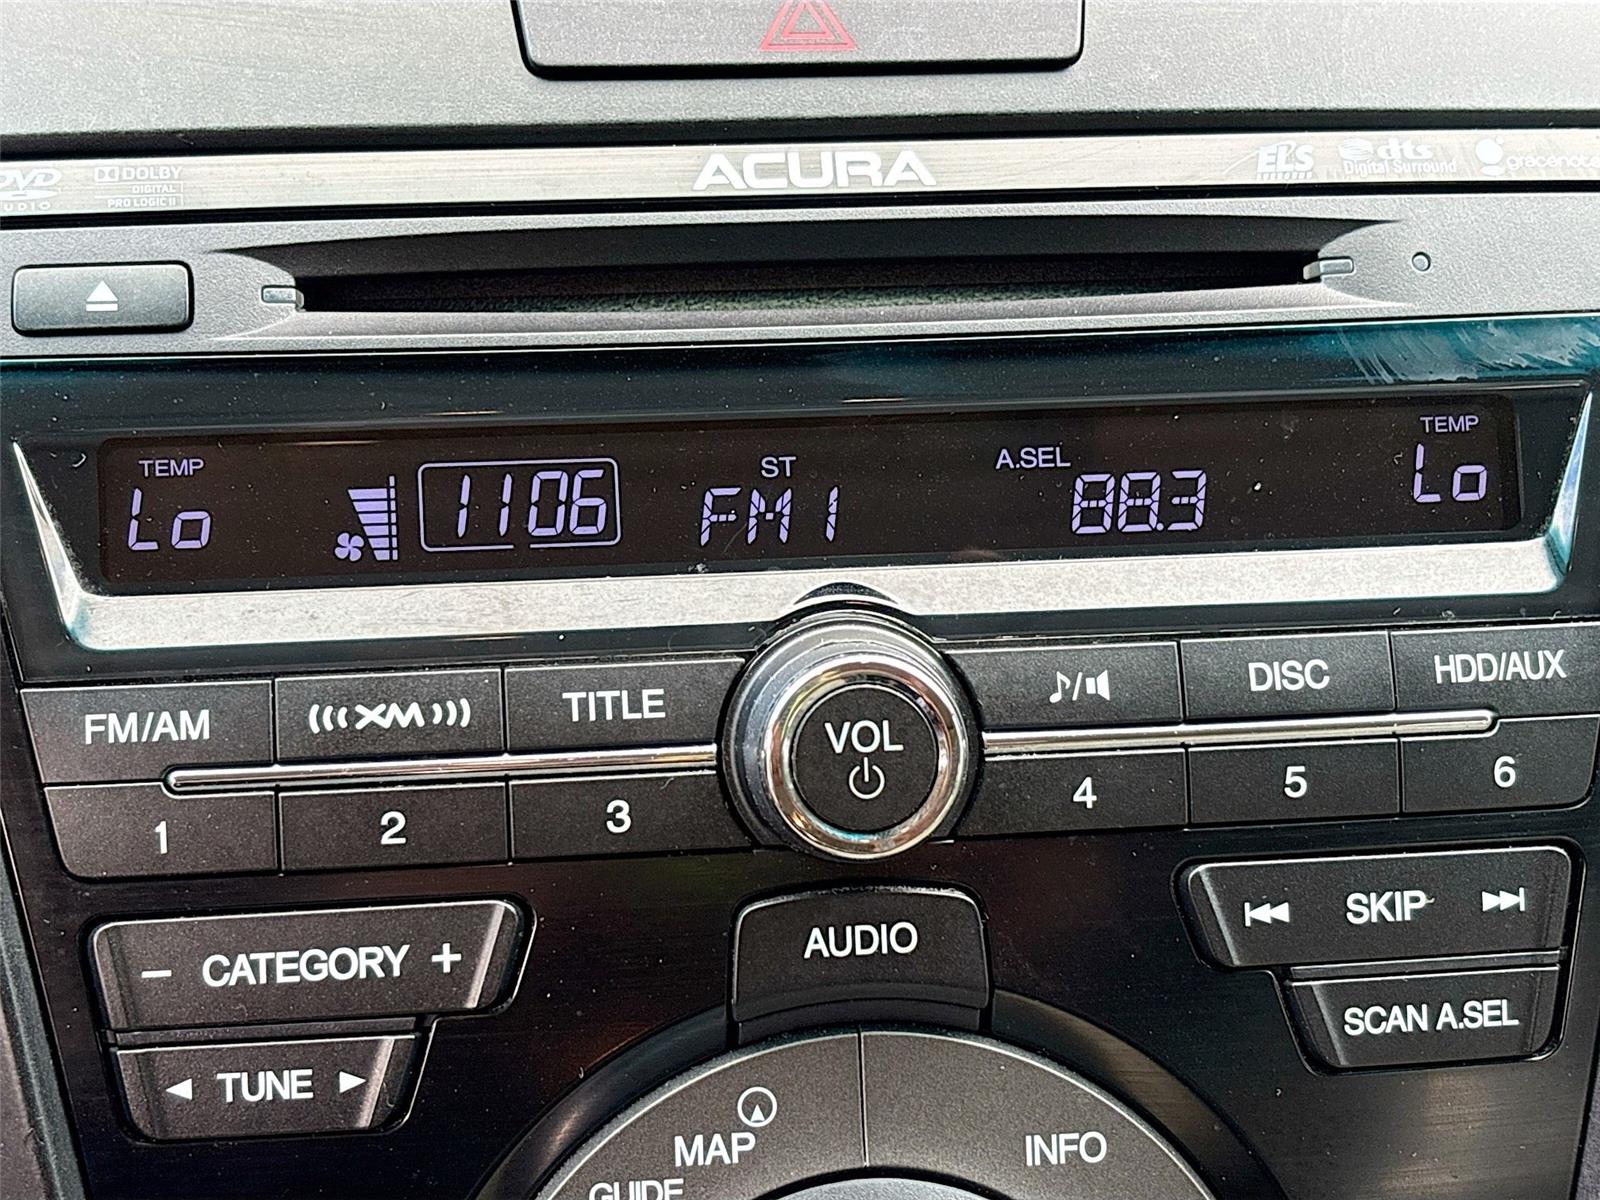 DVD AUDIO
DOLBY
DIGITAL
PRO LOGIC II
ACURA
ELS
dts
Digital Surround
gracenote
TEMP
Lo
1106
ST
FM1
A.SEL
88.3
TEMP
Lo
FM/AM
XM
TITLE
DISC
HDD/AUX
VOL
1
2
3
4
5
6
- CATEGORY +
AUDIO
SKIP
TUNE
SCAN A.SEL
MAP
GUIDE
INFO